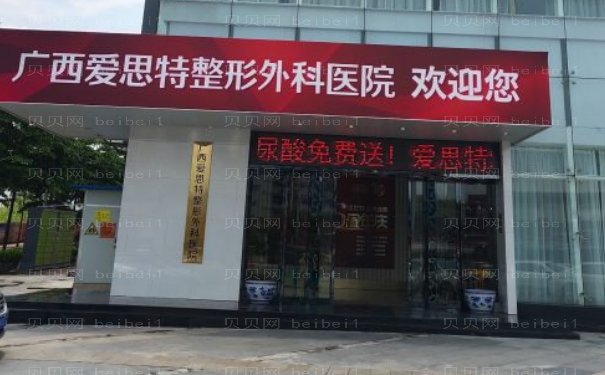 广西爱思特整形外科医院 欢迎您
尿酸免费送！爱思特
广西爱思特整形外科医院
贝贝网 beibei1